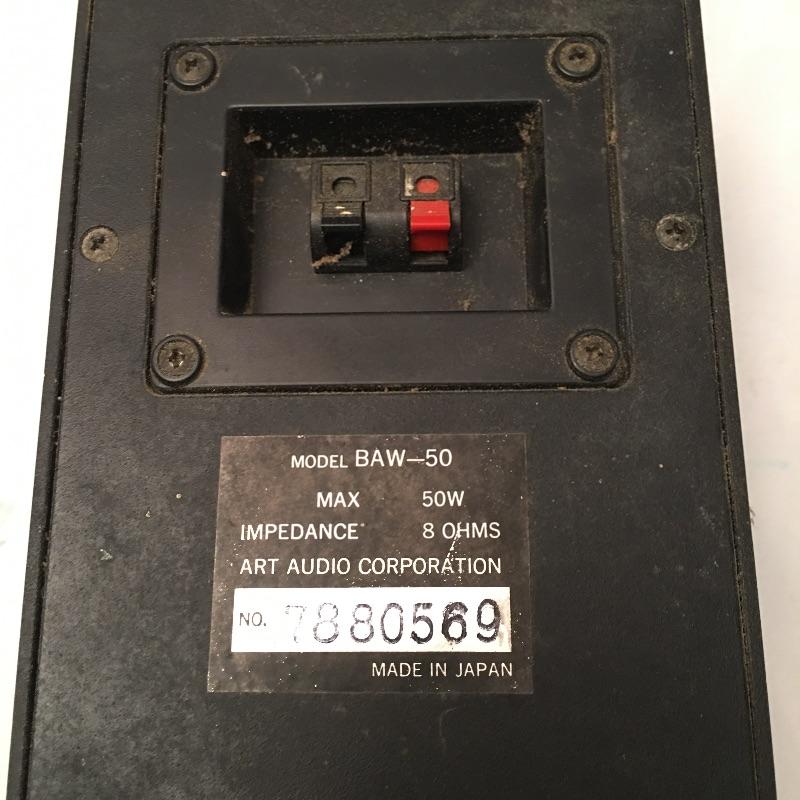 MODEL BAW—50
MAX 50W
IMPEDANCE 8 OHMS
ART AUDIO CORPORATION
NO. 7880569
MADE IN JAPAN